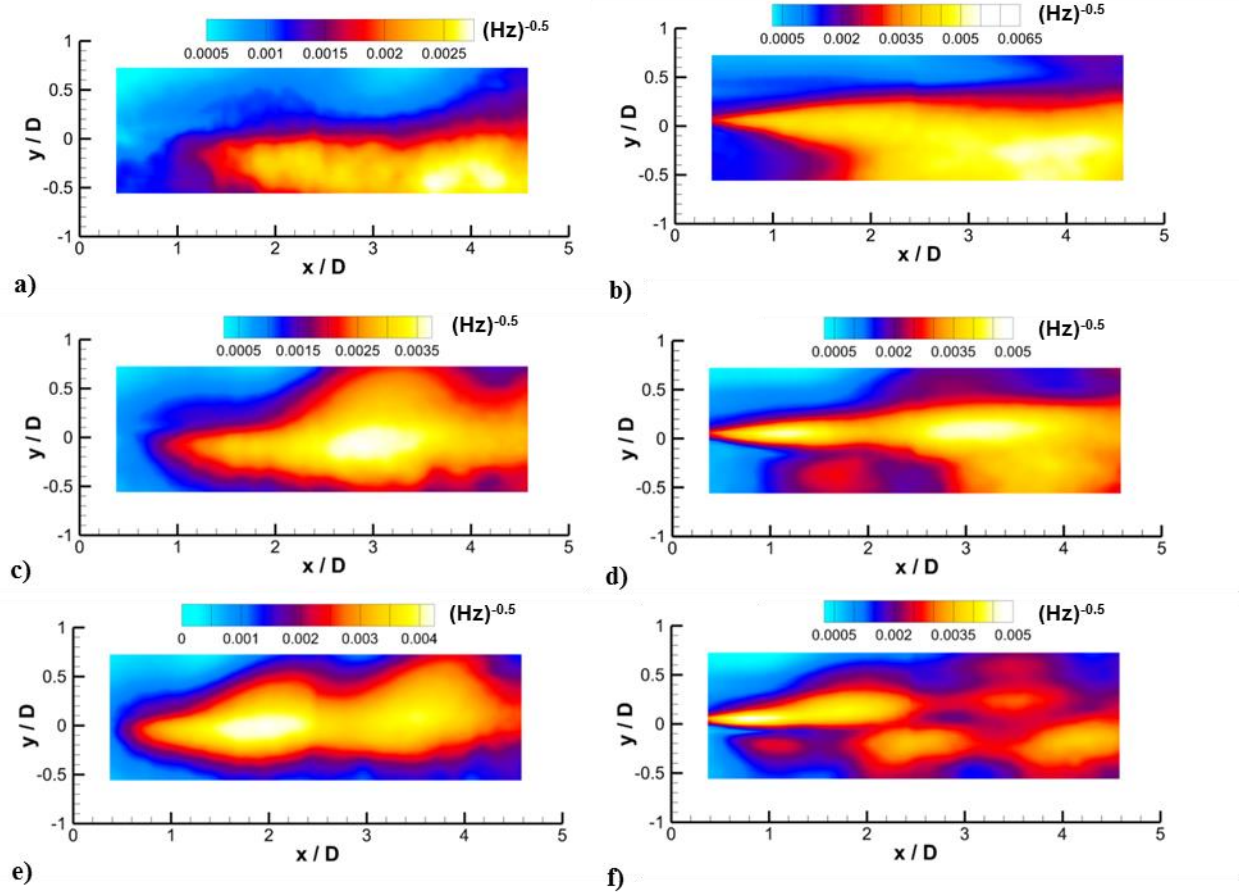 (Hz)-0.5
0.0005 0.001 0.0015 0.002 0.0025
1
0.5
0
-0.5
-1
y / D
0 1 2 3 4 5
x / D
a)
(Hz)-0.5
0.0005 0.002 0.0035 0.005 0.0065
1
0.5
0
-0.5
-1
y / D
0 1 2 3 4 5
x / D
b)
(Hz)-0.5
0.0005 0.0015 0.0025 0.0035
1
0.5
0
-0.5
-1
y / D
0 1 2 3 4 5
x / D
c)
(Hz)-0.5
0.0005 0.002 0.0035 0.005
1
0.5
0
-0.5
-1
y / D
0 1 2 3 4 5
x / D
d)
(Hz)-0.5
0 0.001 0.002 0.003 0.004
1
0.5
0
-0.5
-1
y / D
0 1 2 3 4 5
x / D
e)
(Hz)-0.5
0.0005 0.002 0.0035 0.005
1
0.5
0
-0.5
-1
y / D
0 1 2 3 4 5
x / D
f)